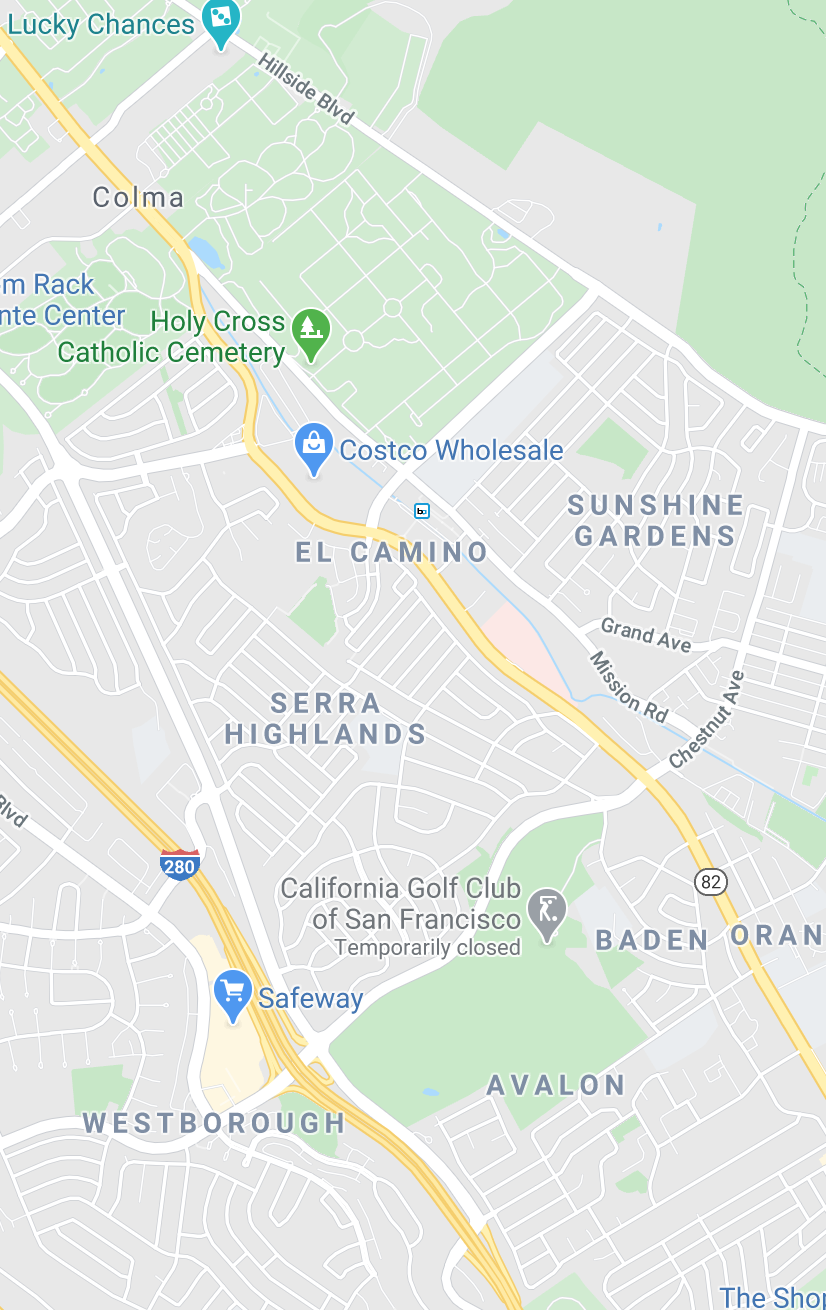 Lucky Chances
Hillside Blvd
Colma
m Rack
nte Center
Holy Cross
Catholic Cemetery
Costco Wholesale
SUNSHINE
GARDENS
EL CAMINO
Grand Ave
Mission Rd
Chestnut Ave
SERRA
HIGHLANDS
Blvd
280
82
California Golf Club
of San Francisco
Temporarily closed
BADEN
ORAN
Safeway
AVALON
WESTBOROUGH
The Shor